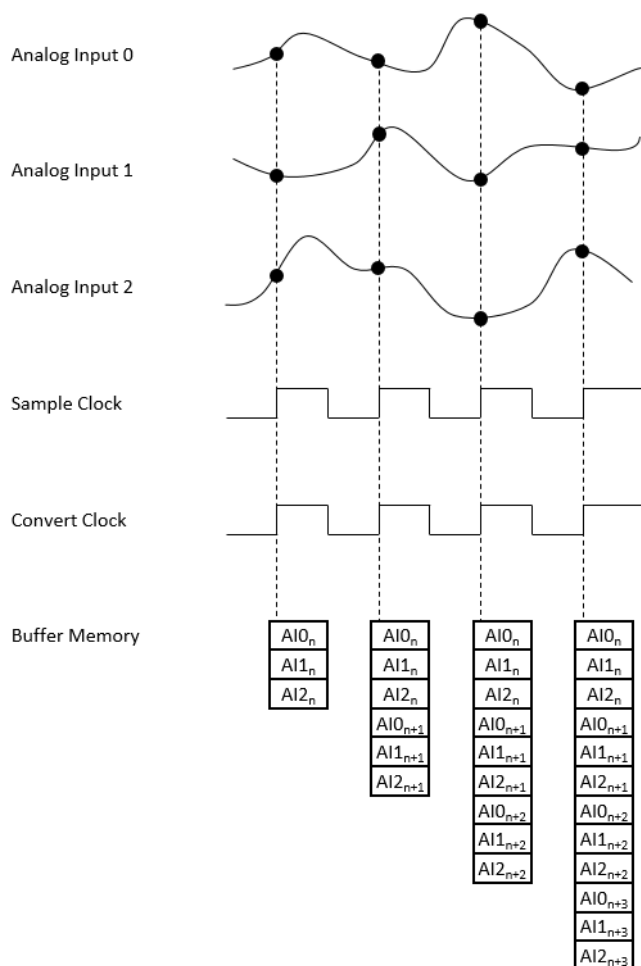 Analog Input 0
Analog Input 1
Analog Input 2
Sample Clock
Convert Clock
Buffer Memory
AI0ₙ AI0ₙ AI0ₙ AI0ₙ
AI1ₙ AI1ₙ AI1ₙ AI1ₙ
AI2ₙ AI2ₙ AI2ₙ AI2ₙ
AI0ₙ₊₁ AI0ₙ₊₁ AI0ₙ₊₁
AI1ₙ₊₁ AI1ₙ₊₁ AI1ₙ₊₁
AI2ₙ₊₁ AI2ₙ₊₁ AI2ₙ₊₁
AI0ₙ₊₂ AI0ₙ₊₂
AI1ₙ₊₂ AI1ₙ₊₂
AI2ₙ₊₂ AI2ₙ₊₂
AI0ₙ₊₃
AI1ₙ₊₃
AI2ₙ₊₃